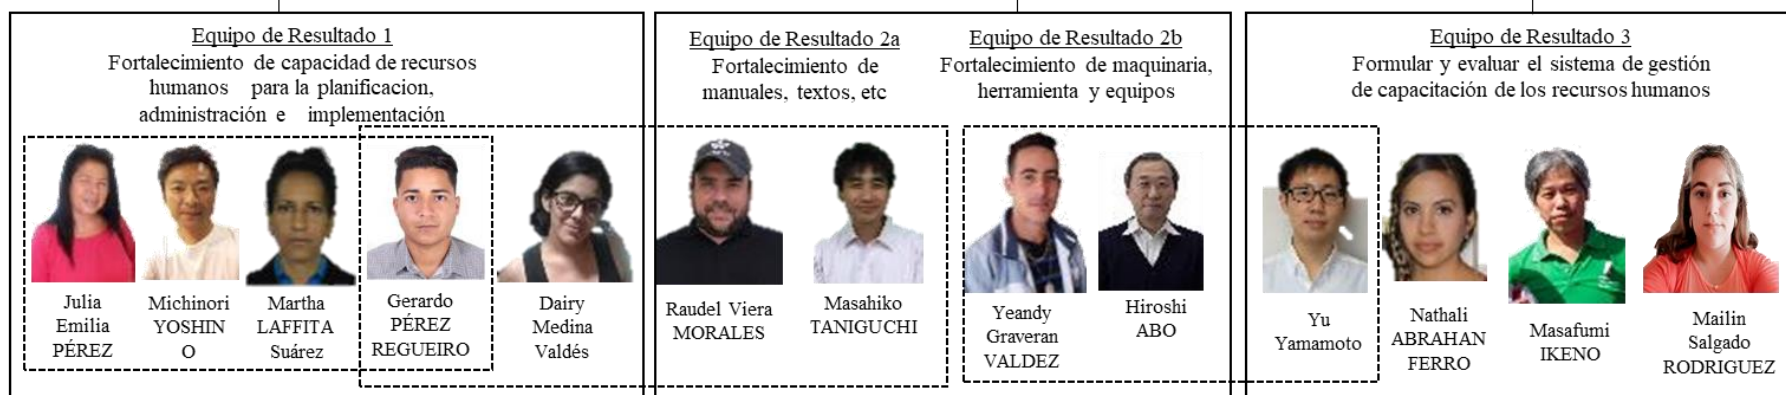 Equipo de Resultado 1
Fortalecimiento de capacidad de recursos
humanos para la planificacion,
administración e implementación
Julia
Emilia
PÉREZ
Michinori
YOSHIN
O
Martha
LAFFITA
Suárez
Gerardo
PÉREZ
REGUEIRO
Dairy
Medina
Valdés
Equipo de Resultado 2a
Fortalecimiento de
manuales, textos, etc
Raudel Viera
MORALES
Masahiko
TANIGUCHI
Equipo de Resultado 2b
Fortalecimiento de maquinaria,
herramienta y equipos
Yeandy
Graveran
VALDEZ
Hiroshi
ABO
Equipo de Resultado 3
Formular y evaluar el sistema de gestión
de capacitación de los recursos humanos
Yu
Yamamoto
Nathali
ABRAHAN
FERRO
Masafumi
IKENO
Mailin
Salgado
RODRIGUEZ